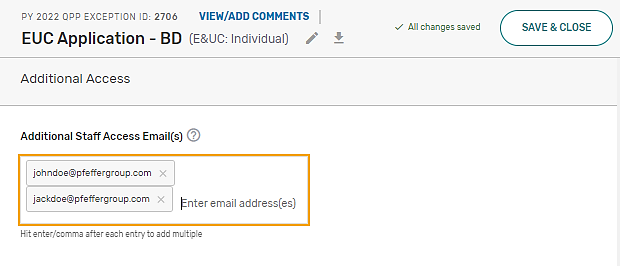 PY 2022 QPP EXCEPTION ID: 2706 VIEW/ADD COMMENTS
EUC Application - BD (E&UC: Individual)
All changes saved
SAVE & CLOSE
Additional Access
Additional Staff Access Email(s) ?
johndoe@pfeffergroup.com ×
jackdoe@pfeffergroup.com × Enter email address(es)
Hit enter/comma after each entry to add multiple